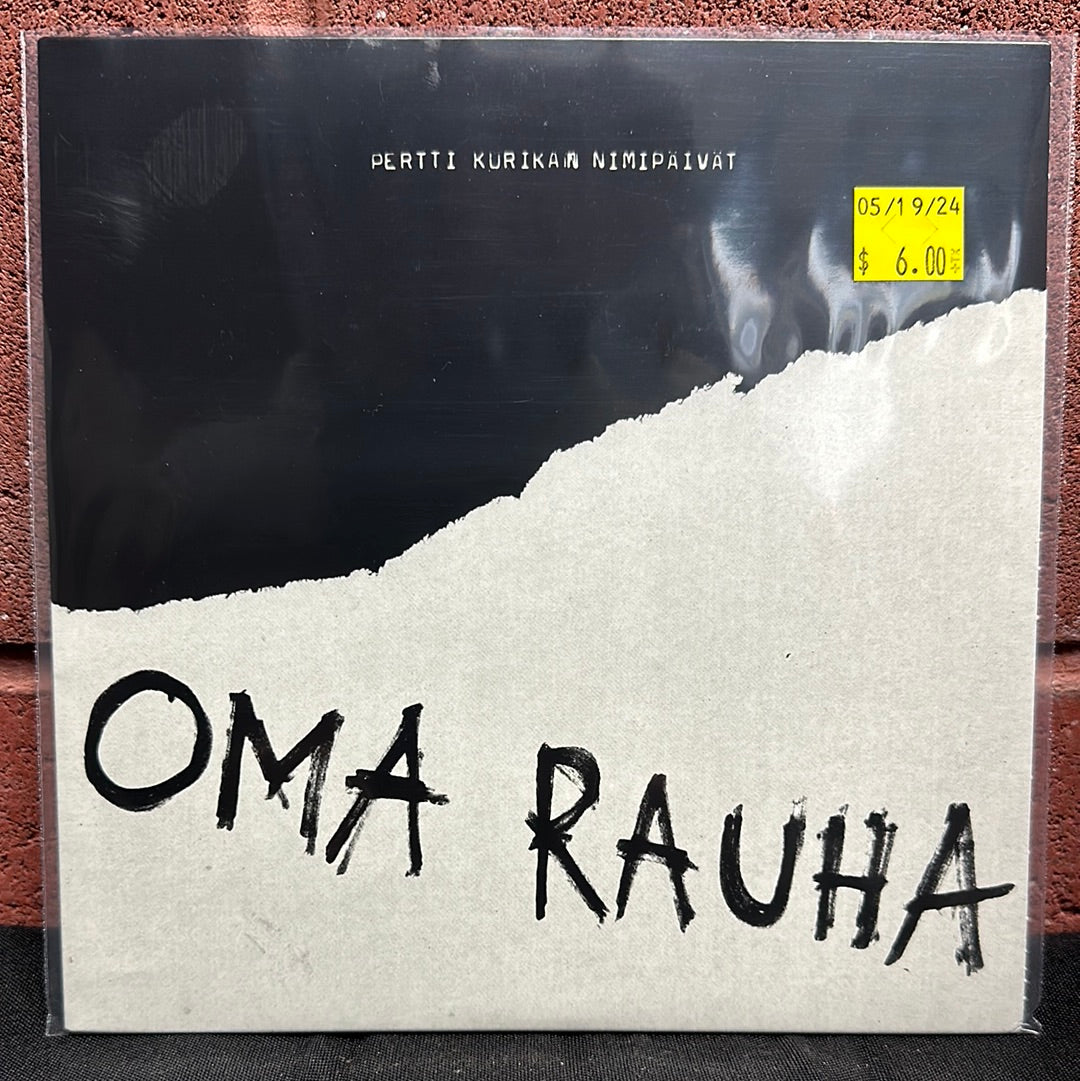 PERTTI KURIKAN NIMIPÄIVÄT
05/19/24
$ 6.00
OMA RAUHA